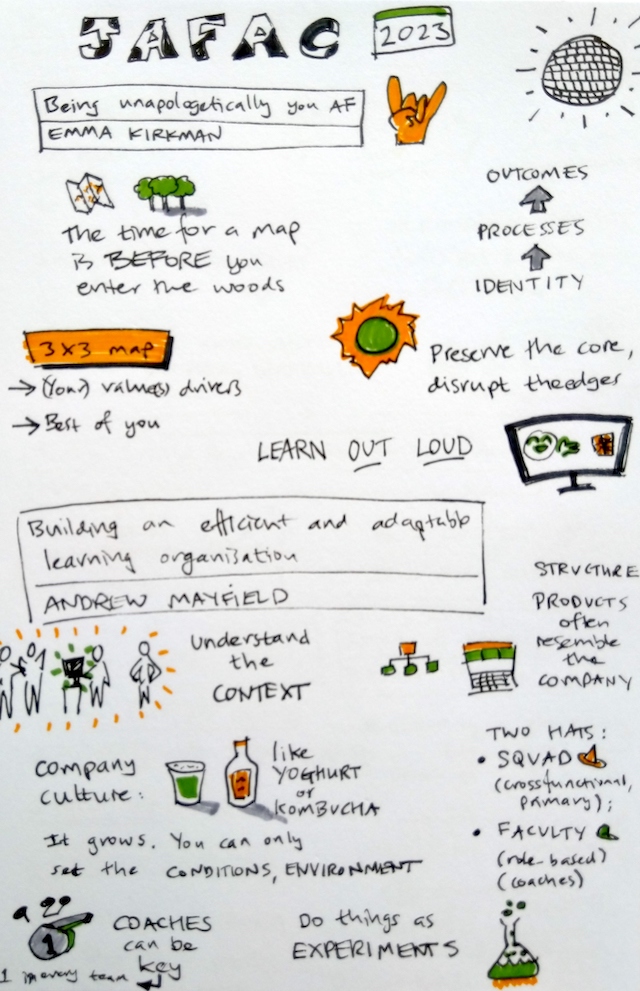 JAFAC
2023
Being unapologetically you AF
EMMA KIRKMAN
The time for a map
is BEFORE you
enter the woods
OUTCOMES
PROCESSES
IDENTITY
3x3 map
→ (Your) value(s) drivers
→ Best of you
Preserve the core,
disrupt the edges
LEARN OUT LOUD
Building an efficient and adaptable
learning organisation
ANDREW MAYFIELD
understand
the
CONTEXT
STRUCTURE
PRODUCTS
often
resemble
the
COMPANY
company
culture:
like
YOGHURT
or
KOMBUCHA
It grows. You can only
set the CONDITIONS, ENVIRONMENT
TWO HATS:
• SQUAD
(crossfunctional,
primary);
• FACULTY
(role-based)
(coaches)
1
COACHES
can be
key
1 in every team
Do things as
EXPERIMENTS